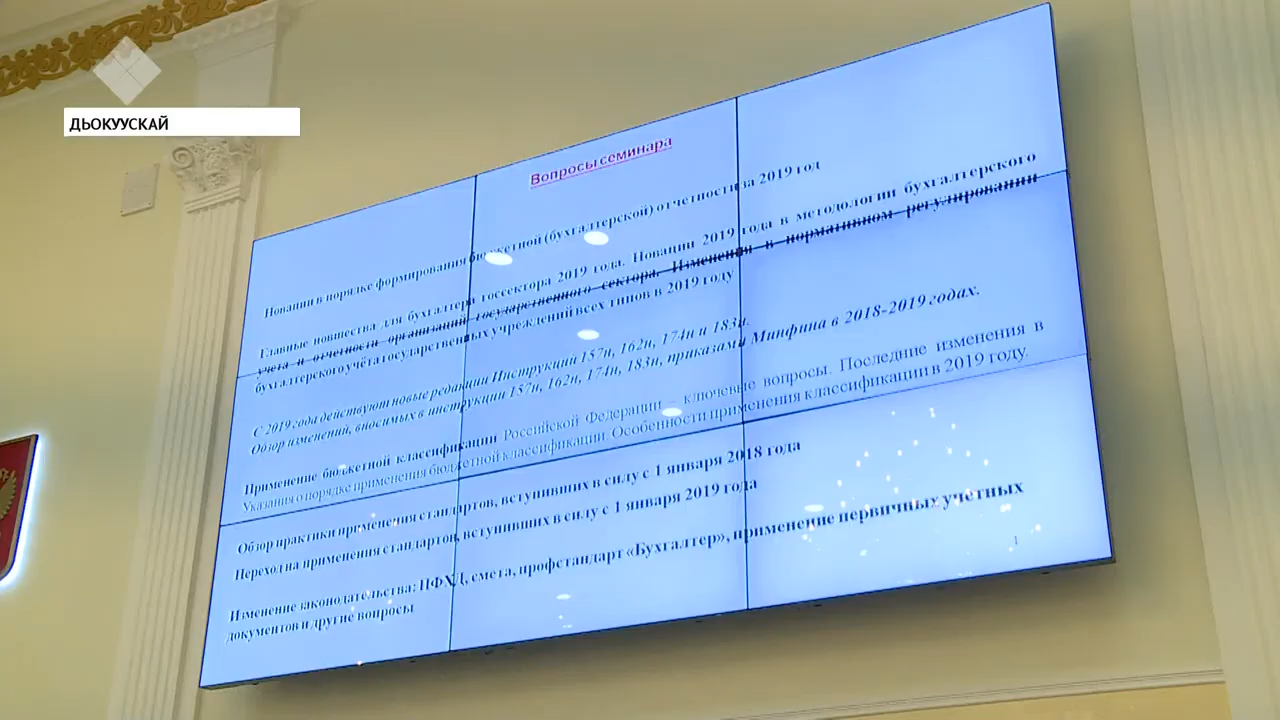 ДЬОКУУСКАЙ
Вопросы семинара
Новации в порядке формирования бюджетной (бухгалтерской) отчетности за 2019 год
Главные новшества для бухгалтера госсектора 2019 года. Новации 2019 года в методологии бухгалтерского
учета и отчетности организаций государственного сектора. Изменения в нормативном регулировании
бухгалтерского учёта государственных учреждений всех типов в 2019 году
С 2019 года действуют новые редакции Инструкций 157н, 162н, 174н и 183н.
Обзор изменений, вносимых в инструкции 157н, 162н, 174н, 183н, приказами Минфина в 2018-2019 годах.
Применение бюджетной классификации Российской Федерации – ключевые вопросы. Последние изменения в
Указания о порядке применения бюджетной классификации. Особенности применения классификации в 2019 году.
Обзор практики применения стандартов, вступивших в силу с 1 января 2018 года
Переход на применения стандартов, вступивших в силу с 1 января 2019 года
Изменение законодательства: ПФХД, смета, профстандарт «Бухгалтер», применение первичных учётных
документов и другие вопросы
1